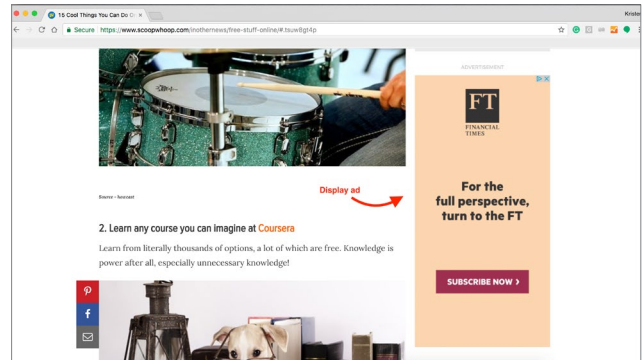 15 Cool Things You Can Do O
Kristen
Secure https://www.scoopwhoop.com/inothernews/free-stuff-online/#.tsuw8gt4p
ADVERTISEMENT
FT
FINANCIAL
TIMES
For the
full perspective,
turn to the FT
SUBSCRIBE NOW >
Display ad
2. Learn any course you can imagine at Coursera
Learn from literally thousands of options, a lot of which are free. Knowledge is
power after all, especially unnecessary knowledge!